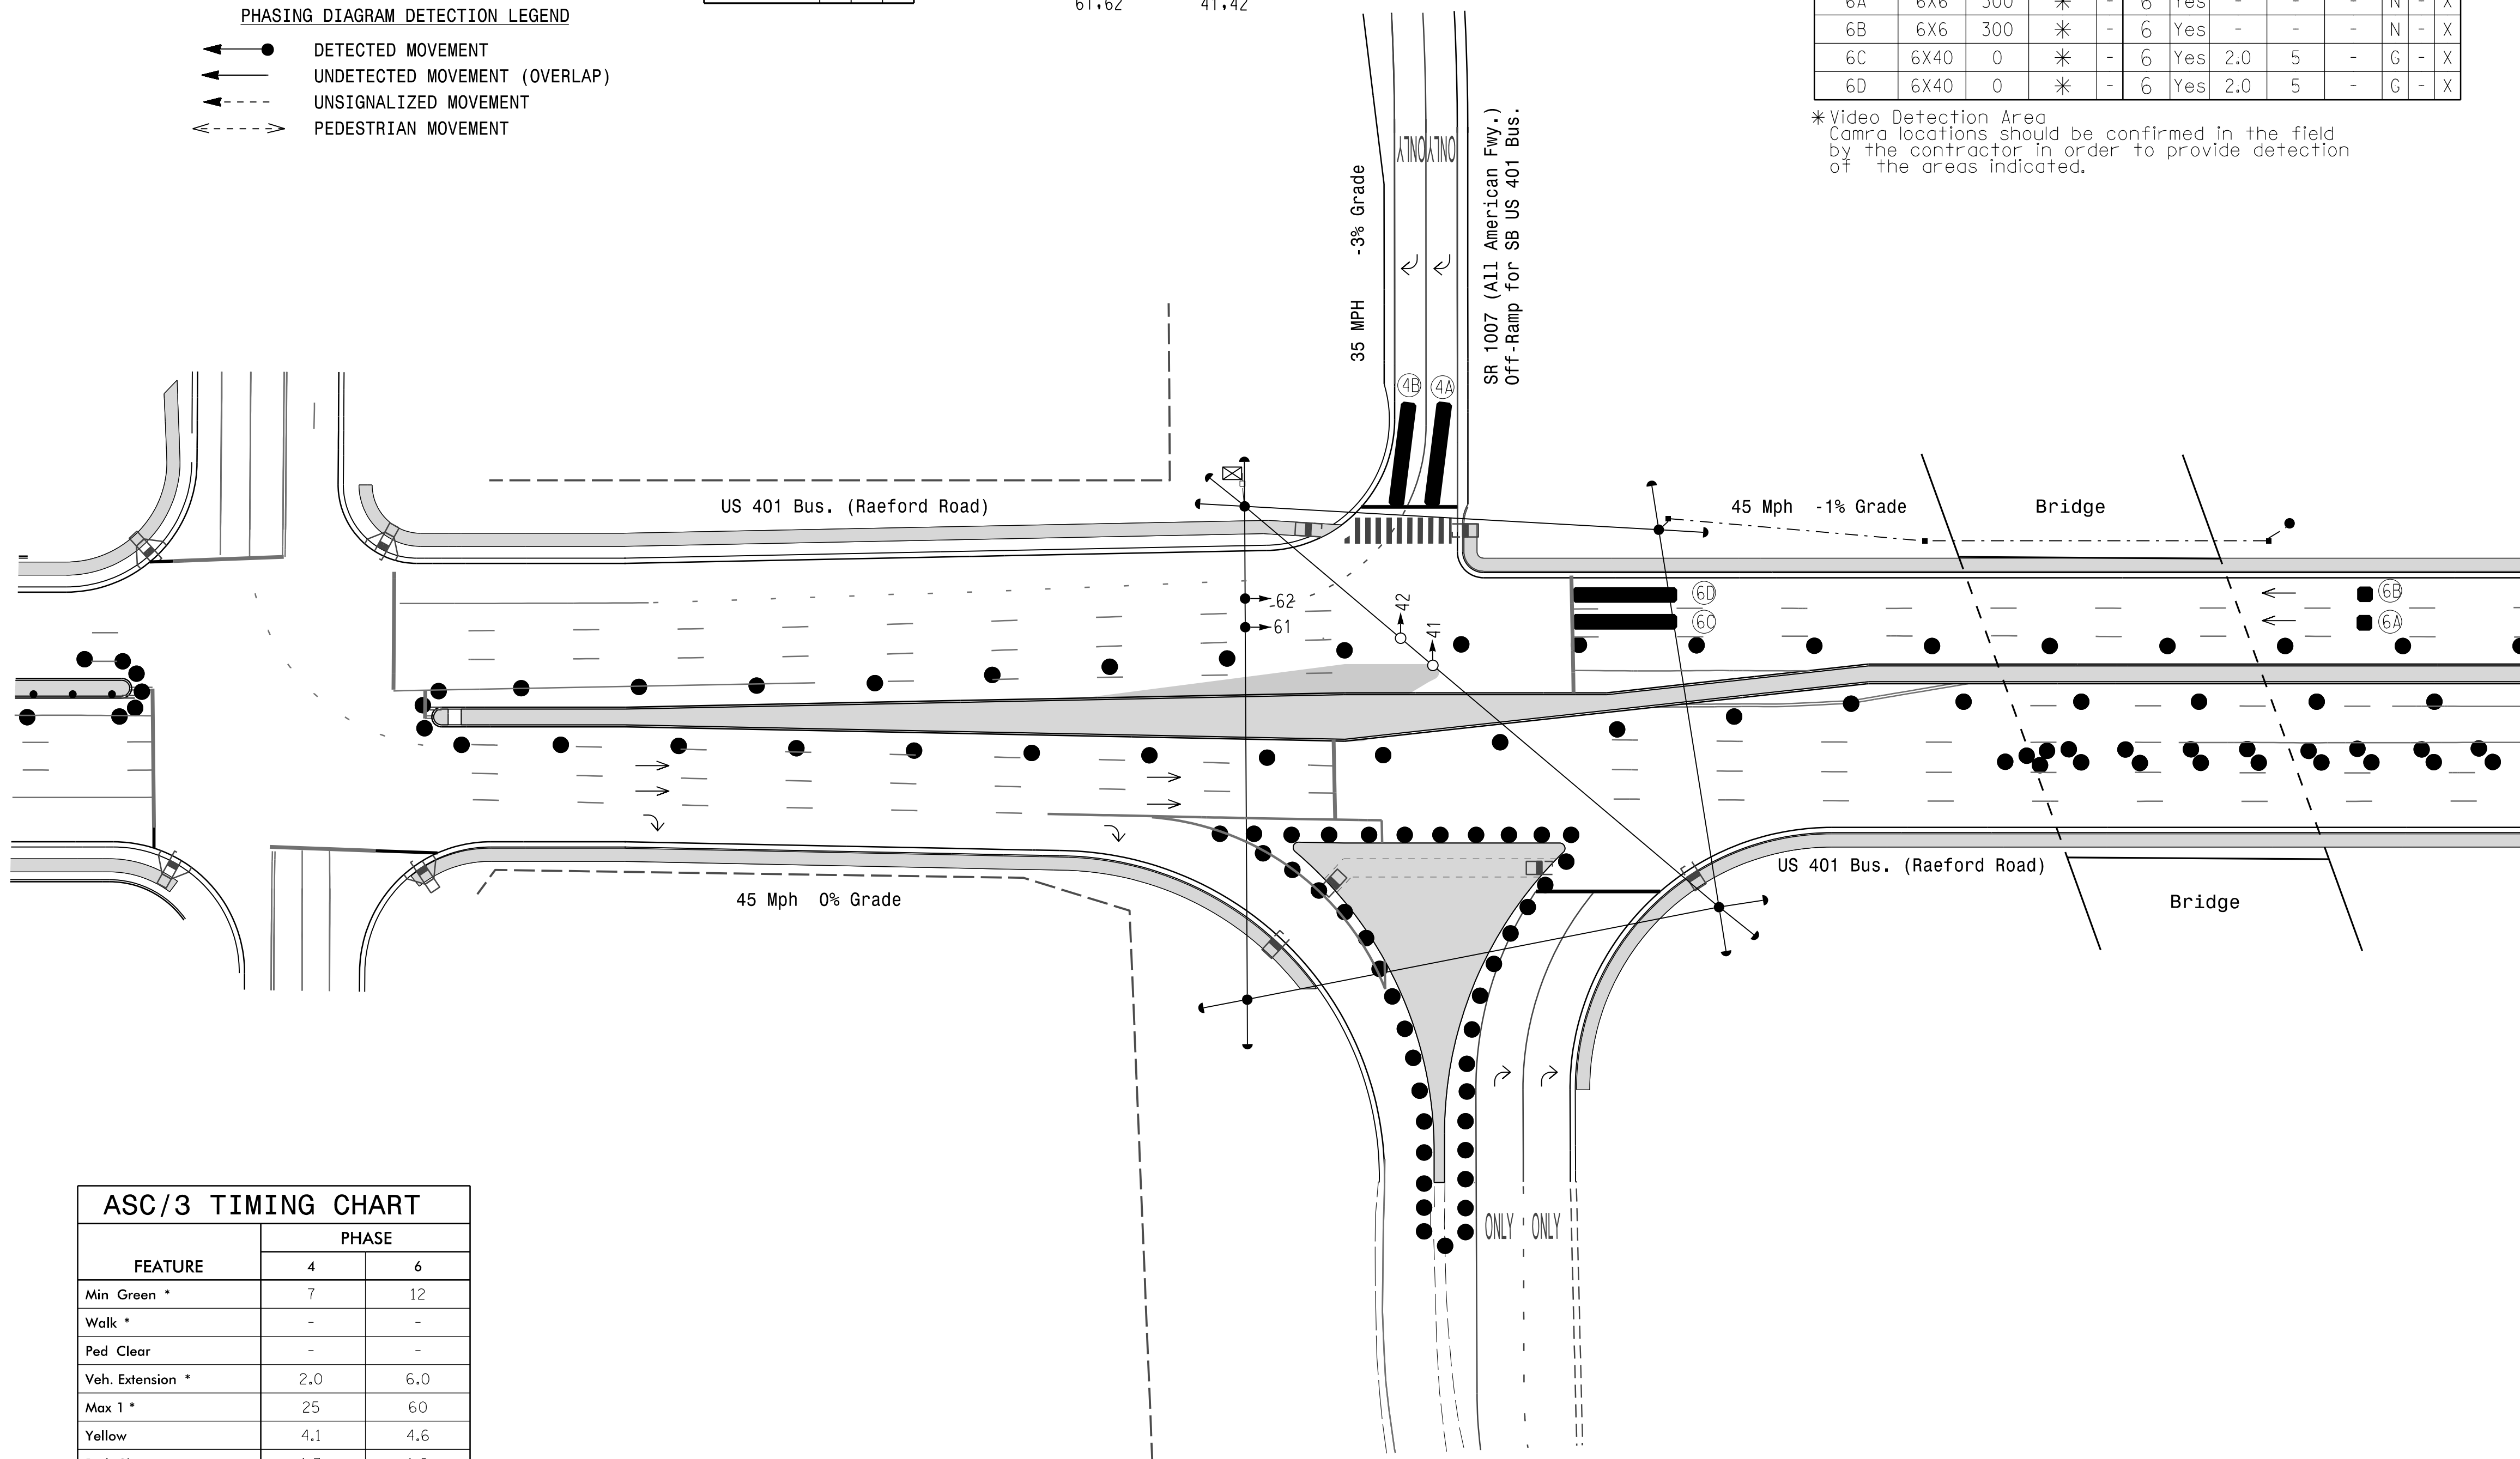 PHASING DIAGRAM DETECTION LEGEND
DETECTED MOVEMENT
UNDETECTED MOVEMENT (OVERLAP)
UNSIGNALIZED MOVEMENT
PEDESTRIAN MOVEMENT
61,62 41,42
6A 6X6 300 * - 6 Yes - - - N - X
6B 6X6 300 * - 6 Yes - - - N - X
6C 6X40 0 * - 6 Yes 2.0 5 - G - X
6D 6X40 0 * - 6 Yes 2.0 5 - G - X
* Video Detection Area
Camra locations should be confirmed in the field
by the contractor in order to provide detection
of the areas indicated.
ONLY ONLY
35 MPH -3% Grade
SR 1007 (All American Fwy.)
Off-Ramp for SB US 401 Bus.
4B 4A
US 401 Bus. (Raeford Road)
45 Mph -1% Grade
Bridge
62
61
42
41
6D
6C
6B
6A
45 Mph 0% Grade
US 401 Bus. (Raeford Road)
Bridge
ONLY ONLY
ASC/3 TIMING CHART
FEATURE
PHASE
4 6
Min Green * 7 12
Walk * - -
Ped Clear - -
Veh. Extension * 2.0 6.0
Max 1 * 25 60
Yellow 4.1 4.6